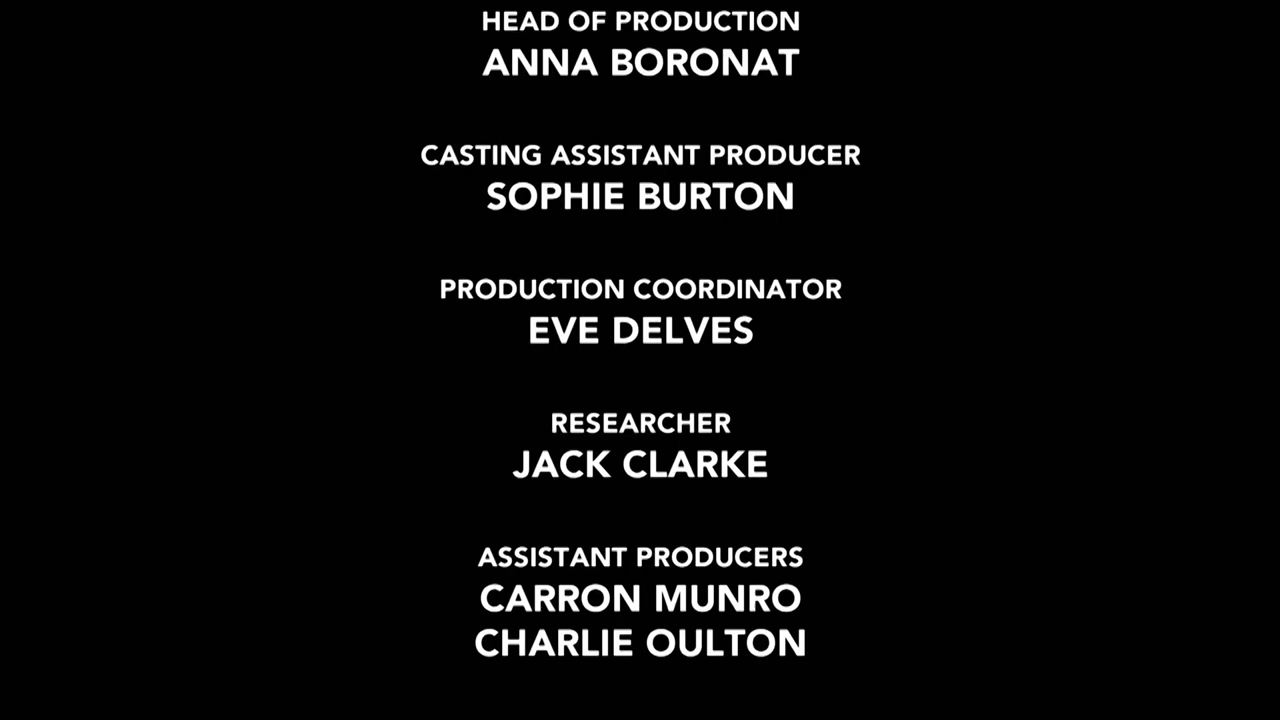 HEAD OF PRODUCTION
ANNA BORONAT
CASTING ASSISTANT PRODUCER
SOPHIE BURTON
PRODUCTION COORDINATOR
EVE DELVES
RESEARCHER
JACK CLARKE
ASSISTANT PRODUCERS
CARRON MUNRO
CHARLIE OULTON